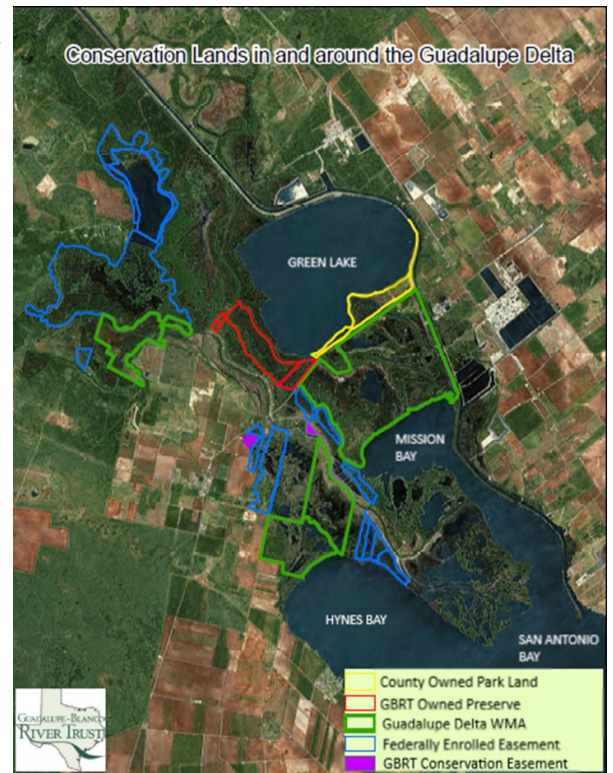 Conservation Lands in and around the Guadalupe Delta
GREEN LAKE
MISSION
BAY
HYNES BAY
SAN ANTONIO
BAY
County Owned Park Land
GBRT Owned Preserve
Guadalupe Delta WMA
Federally Enrolled Easement
GBRT Conservation Easement
GUADALUPE-BLANCO
RIVER TRUST